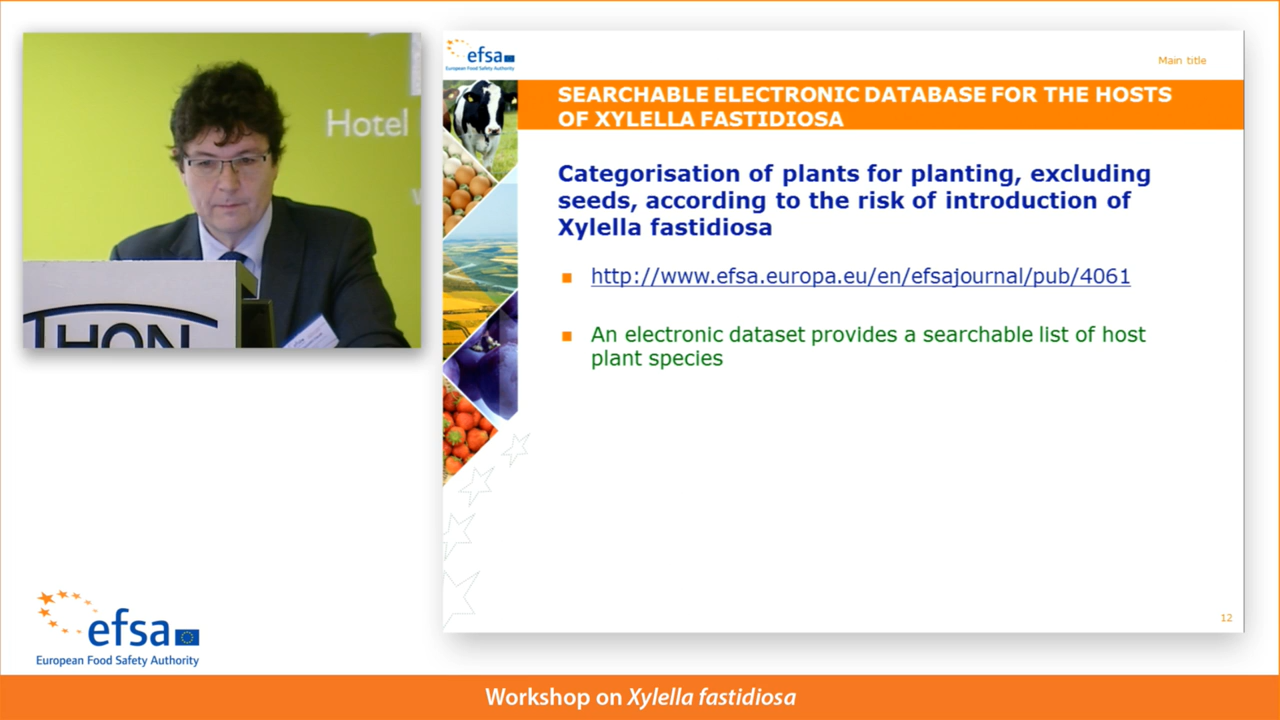 Hotel
THON
efsa
European Food Safety Authority
Main title
SEARCHABLE ELECTRONIC DATABASE FOR THE HOSTS
OF XYLELLA FASTIDIOSA
Categorisation of plants for planting, excluding
seeds, according to the risk of introduction of
Xylella fastidiosa
http://www.efsa.europa.eu/en/efsajournal/pub/4061
An electronic dataset provides a searchable list of host
plant species
12
efsa
European Food Safety Authority
Workshop on Xylella fastidiosa